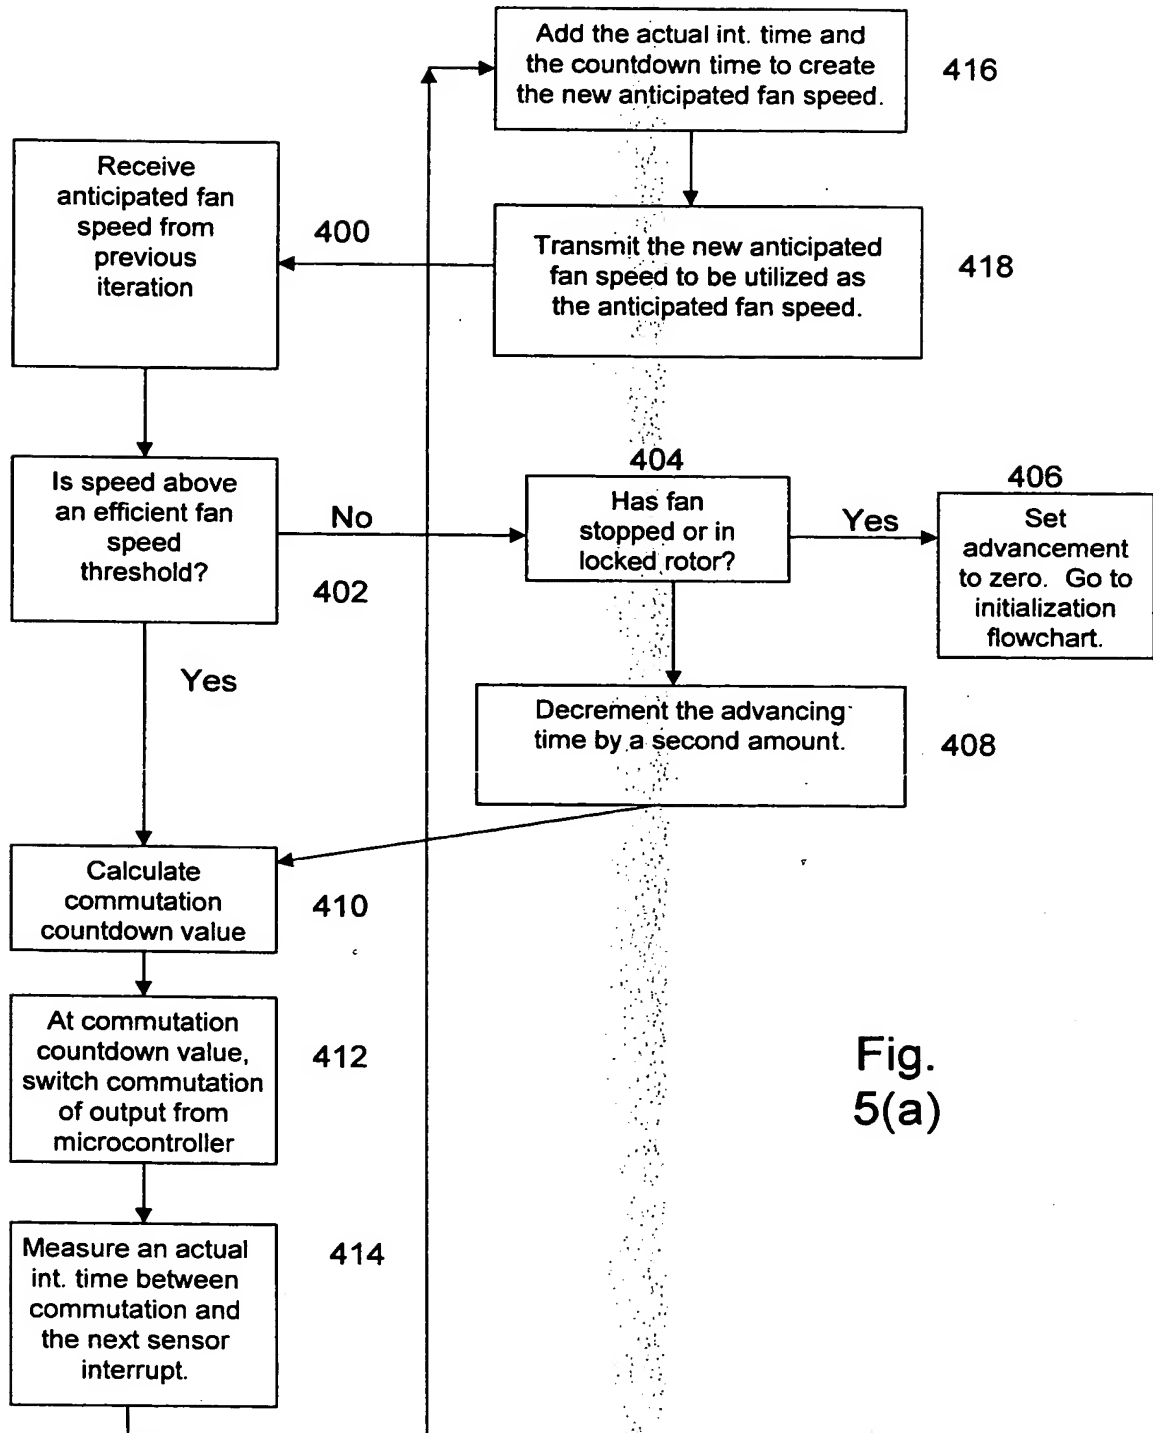 Add the actual int. time and
the countdown time to create
the new anticipated fan speed.
416
Receive
anticipated fan
speed from
previous
iteration
400
Transmit the new anticipated
fan speed to be utilized as
the anticipated fan speed.
418
Is speed above
an efficient fan
speed
threshold?
402
No
404
Has fan
stopped or in
locked rotor?
Yes
406
Set
advancement
to zero. Go to
initialization
flowchart.
Yes
Decrement the advancing
time by a second amount.
408
Calculate
commutation
countdown value
410
At commutation
countdown value,
switch commutation
of output from
microcontroller
412
Measure an actual
int. time between
commutation and
the next sensor
interrupt.
414
Fig.
5(a)